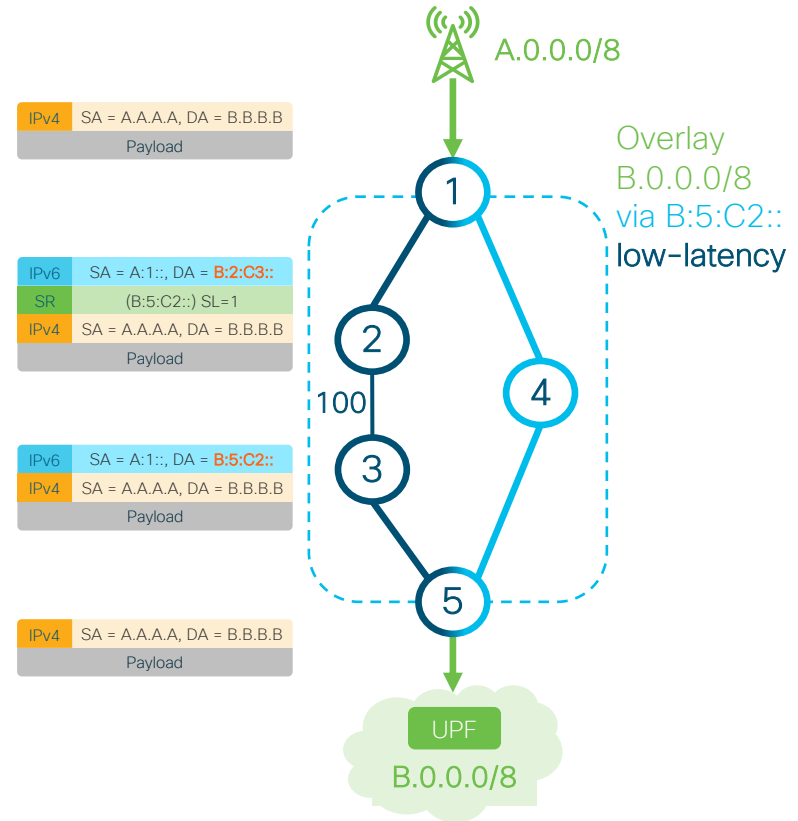 A.0.0.0/8
IPv4 SA = A.A.A.A, DA = B.B.B.B
Payload
Overlay
B.0.0.0/8
via B:5:C2::
low-latency
1
IPv6 SA = A:1::, DA = B:2:C3::
SR (B:5:C2::) SL=1
IPv4 SA = A.A.A.A, DA = B.B.B.B
Payload
2
100
4
3
IPv6 SA = A:1::, DA = B:5:C2::
IPv4 SA = A.A.A.A, DA = B.B.B.B
Payload
5
IPv4 SA = A.A.A.A, DA = B.B.B.B
Payload
UPF
B.0.0.0/8